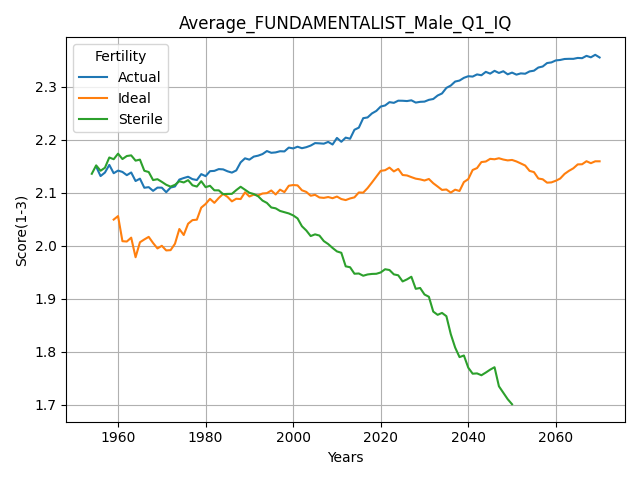 Average_FUNDAMENTALIST_Male_Q1_IQ
Fertility
Actual
Ideal
Sterile
Score(1-3)
2.3
2.2
2.1
2.0
1.9
1.8
1.7
1960
1980
2000
2020
2040
2060
Years